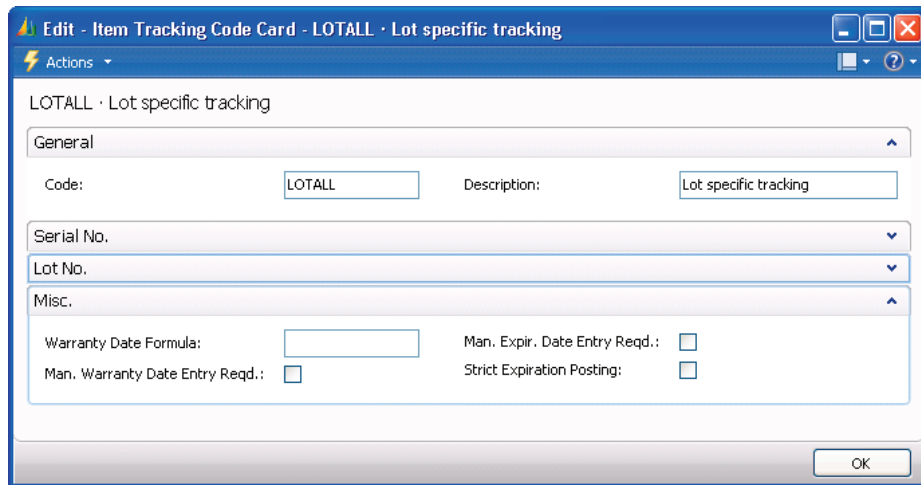 Edit - Item Tracking Code Card - LOTALL · Lot specific tracking
Actions
LOTALL · Lot specific tracking
General
Code: LOTALL Description: Lot specific tracking
Serial No.
Lot No.
Misc.
Warranty Date Formula: Man. Expir. Date Entry Reqd.:
Man. Warranty Date Entry Reqd.: Strict Expiration Posting:
OK